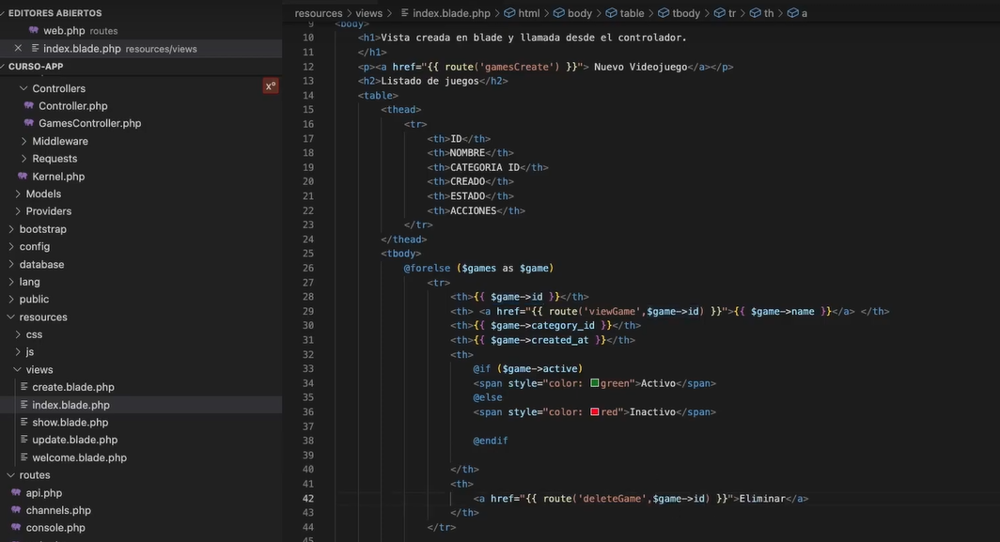 EDITORES ABIERTOS
web.php routes
index.blade.php resources/views
CURSO-APP
Controllers
Controller.php
GamesController.php
Middleware
Requests
Kernel.php
Models
Providers
bootstrap
config
database
lang
public
resources
css
js
views
create.blade.php
index.blade.php
show.blade.php
update.blade.php
welcome.blade.php
routes
api.php
channels.php
console.php
resources > views > index.blade.php > html > body > table > tbody > tr > th > a
9 <body>
10 <h1>Vista creada en blade y llamada desde el controlador.
11 </h1>
12 <p><a href="{{ route('gamesCreate') }}"> Nuevo Videojuego</a></p>
13 <h2>Listado de juegos</h2>
14 <table>
15 <thead>
16 <tr>
17 <th>ID</th>
18 <th>NOMBRE</th>
19 <th>CATEGORIA ID</th>
20 <th>CREADO</th>
21 <th>ESTADO</th>
22 <th>ACCIONES</th>
23 </tr>
24 </thead>
25 <tbody>
26 @forelse ($games as $game)
27 <tr>
28 <th>{{ $game->id }}</th>
29 <th> <a href="{{ route('viewGame',$game->id) }}">{{ $game->name }}</a> </th>
30 <th>{{ $game->category_id }}</th>
31 <th>{{ $game->created_at }}</th>
32 <th>
33 @if ($game->active)
34 <span style="color: green">Activo</span>
35 @else
36 <span style="color: red">Inactivo</span>
37
38 @endif
39
40 </th>
41 <th>
42 <a href="{{ route('deleteGame',$game->id) }}">Eliminar</a>
43 </th>
44 </tr>
45